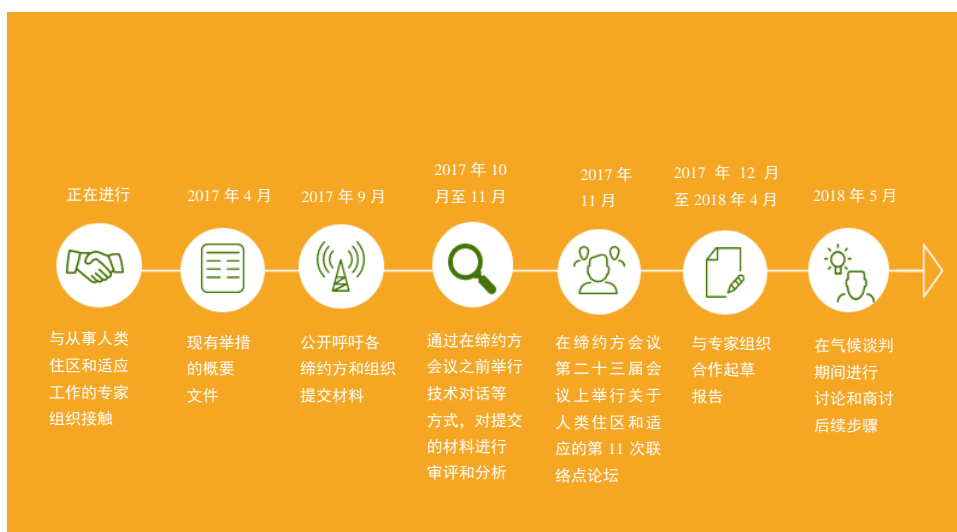 正在进行
与从事人类
住区和适应
工作的专家
组织接触
2017 年 4 月
现有举措
的概要
文件
2017 年 9 月
公开呼吁各
缔约方和组织
提交材料
2017 年 10
月至 11 月
通过在缔约方
会议之前举行
技术对话等
方式，对提交
的材料进行
审评和分析
2017 年
11 月
在缔约方会议
第二十三届会
议上举行关于
人类住区和适
应的第 11 次联
络点论坛
2017 年 12 月
至 2018 年 4 月
与专家组织
合作起草
报告
2018 年 5 月
在气候谈判
期间进行
讨论和商讨
后续步骤